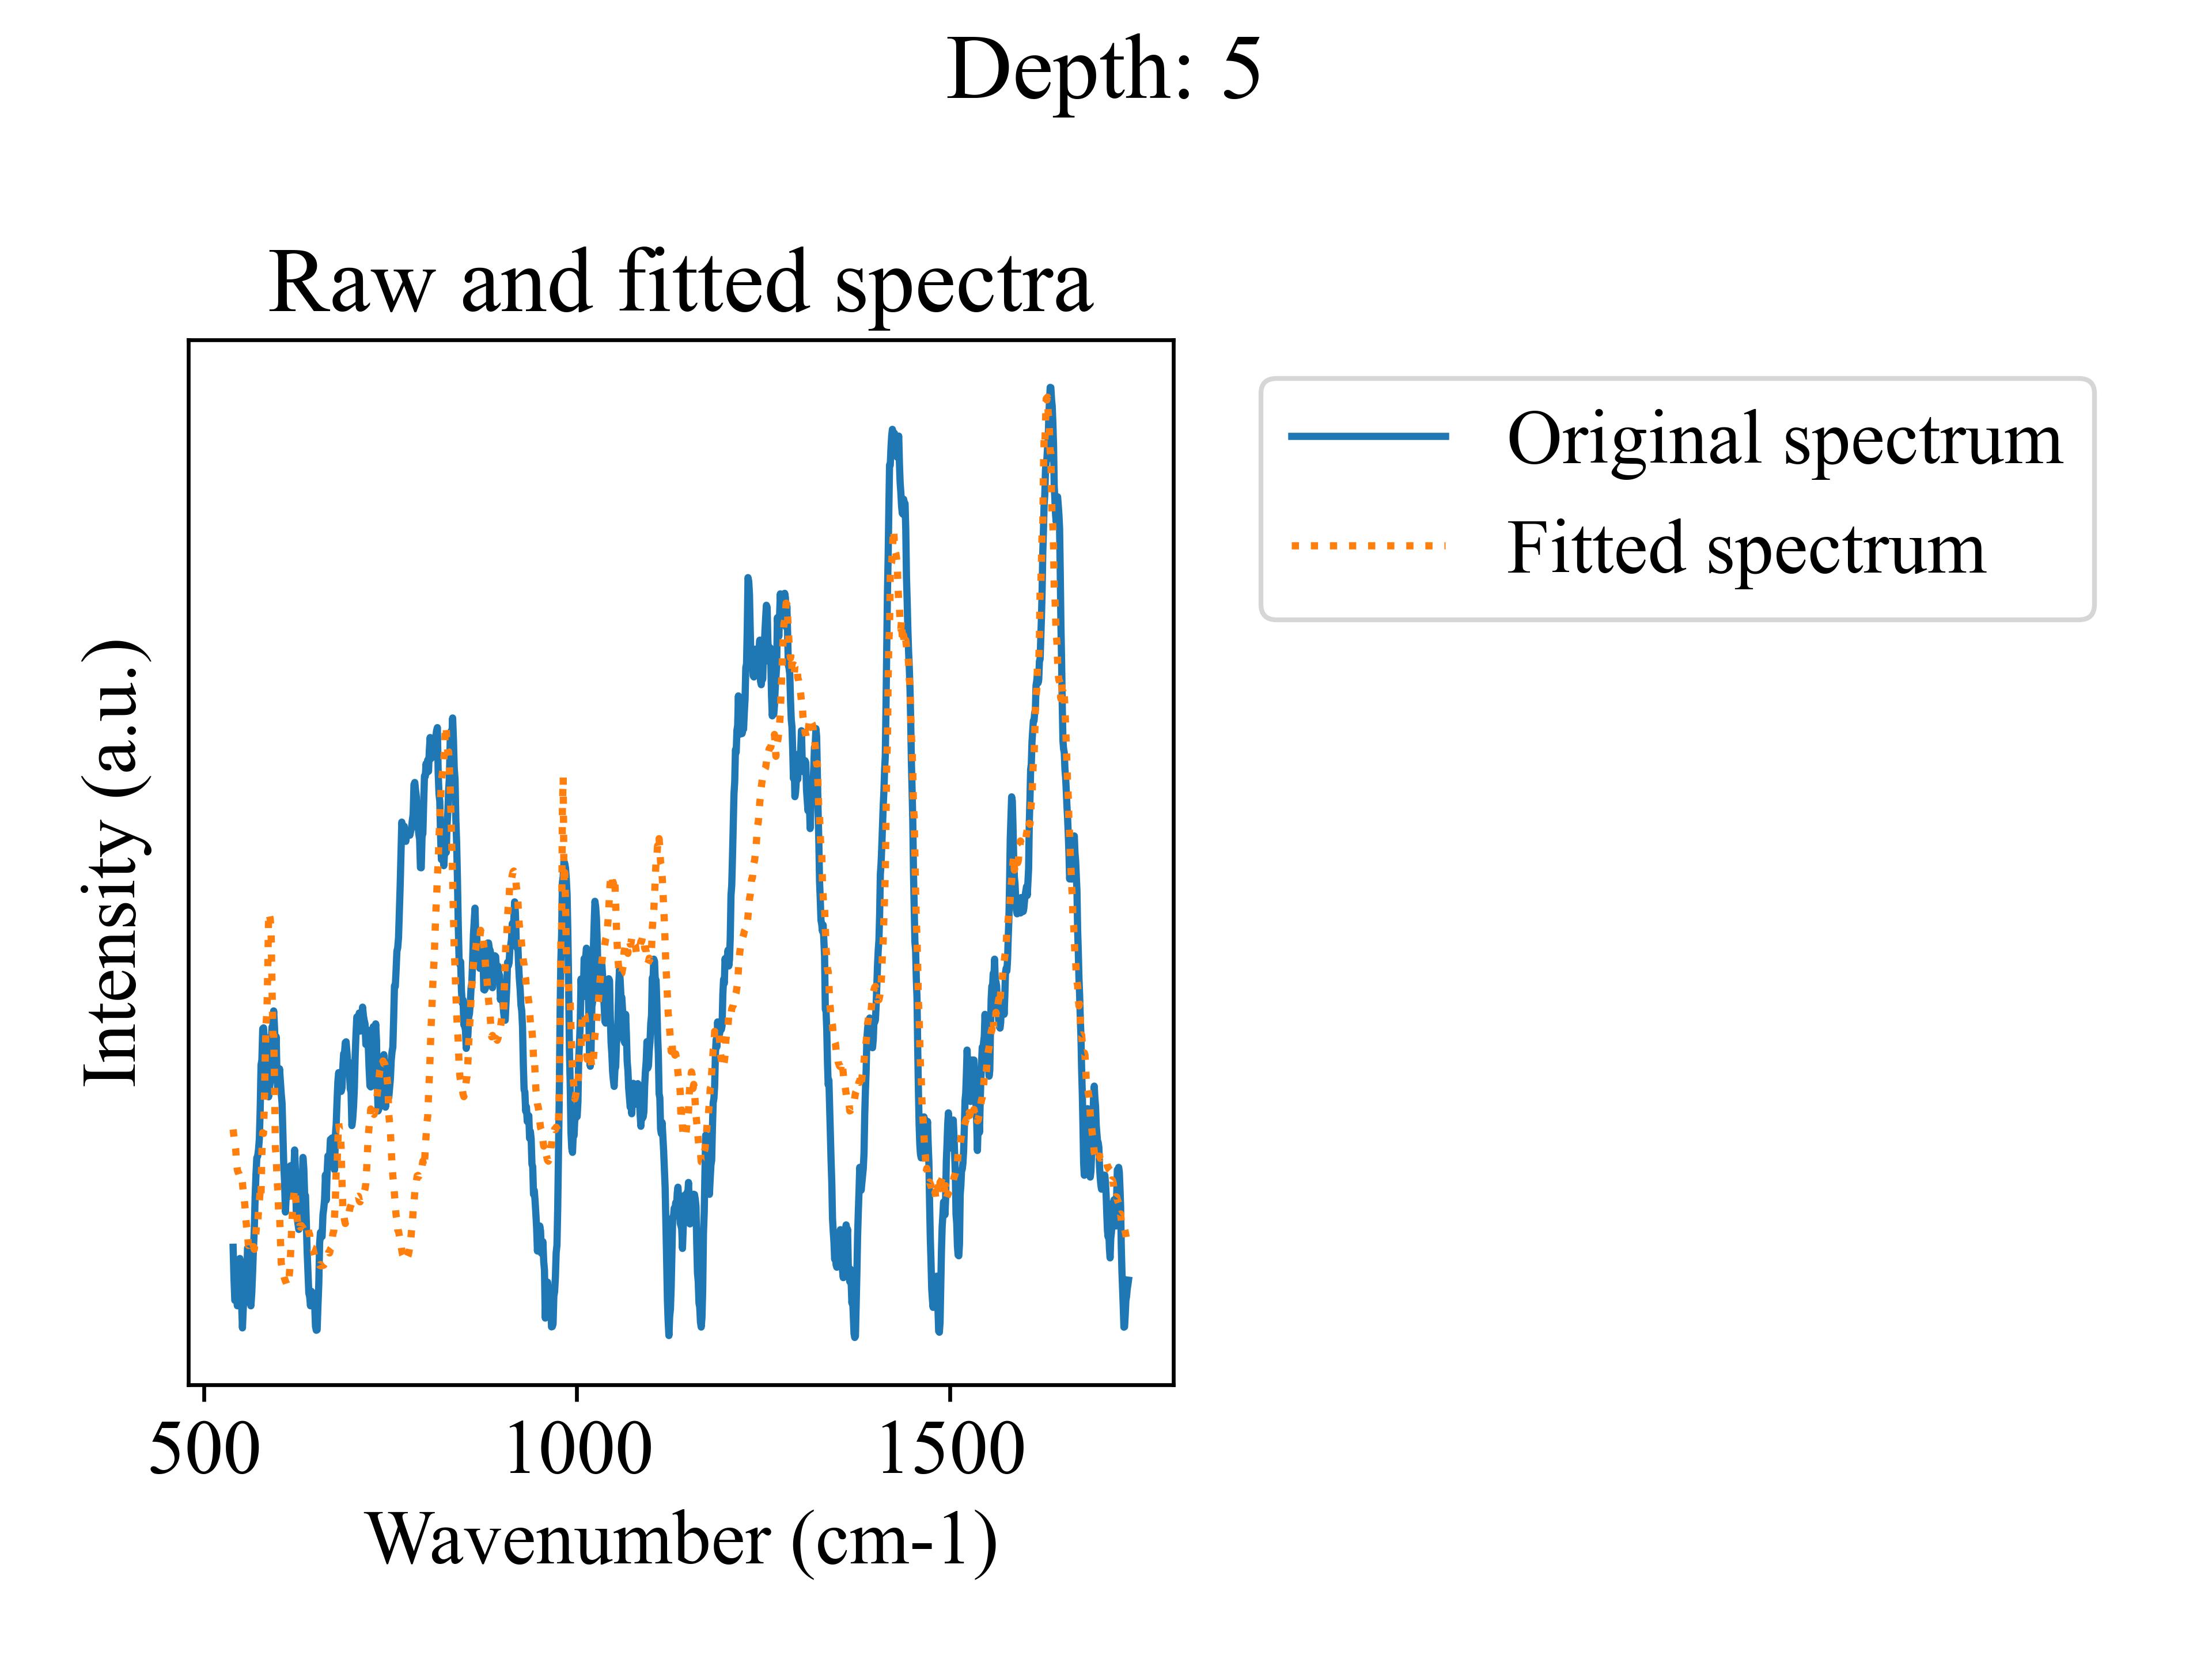 Depth: 5
Raw and fitted spectra
Original spectrum
Fitted spectrum
Intensity (a.u.)
500 1000 1500
Wavenumber (cm-1)